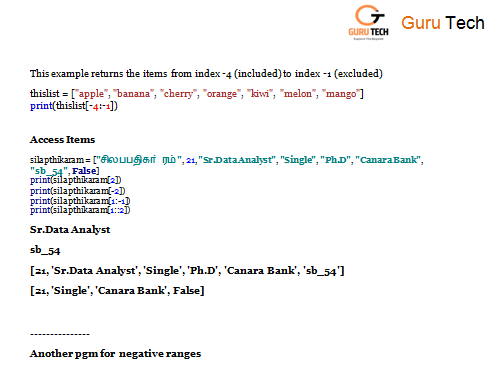 GURU TECH
Guru Tech
This example returns the items from index -4 (included) to index -1 (excluded)
thislist = ["apple", "banana", "cherry", "orange", "kiwi", "melon", "mango"]
print(thislist[-4:-1])
Access Items
silapthikaram = ["சிலபபதிகா ரம்", 21, "Sr.Data Analyst", "Single", "Ph.D", "Canara Bank",
"sb_54", False]
print(silapthikaram[2])
print(silapthikaram[-2])
print(silapthikaram[1:-1])
print(silapthikaram[1::2])
Sr.Data Analyst
sb_54
[21, 'Sr.Data Analyst', 'Single', 'Ph.D', 'Canara Bank', 'sb_54']
[21, 'Single', 'Canara Bank', False]
---------------
Another pgm for negative ranges